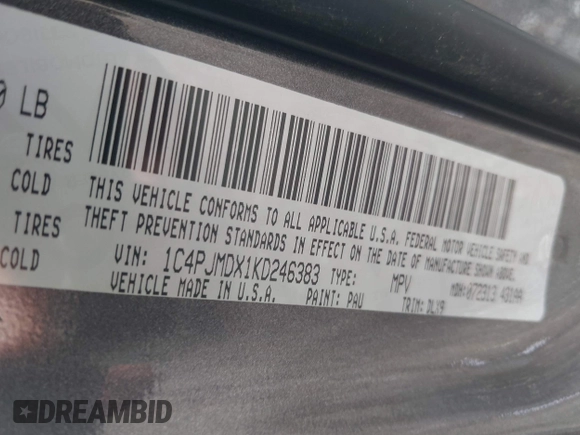 0 LB
TIRES
COLD
TIRES
COLD
THIS VEHICLE CONFORMS TO ALL APPLICABLE U.S.A. FEDERAL MOTOR VEHICLE SAFETY AND
THEFT PREVENTION STANDARDS IN EFFECT ON THE DATE OF MANUFACTURE SHOWN ABOVE.
VIN: 1C4PJMDX1KD246383 TYPE: MPV
VEHICLE MADE IN U.S.A. PAINT: PAU TRIM: DLX9
DREAMBID